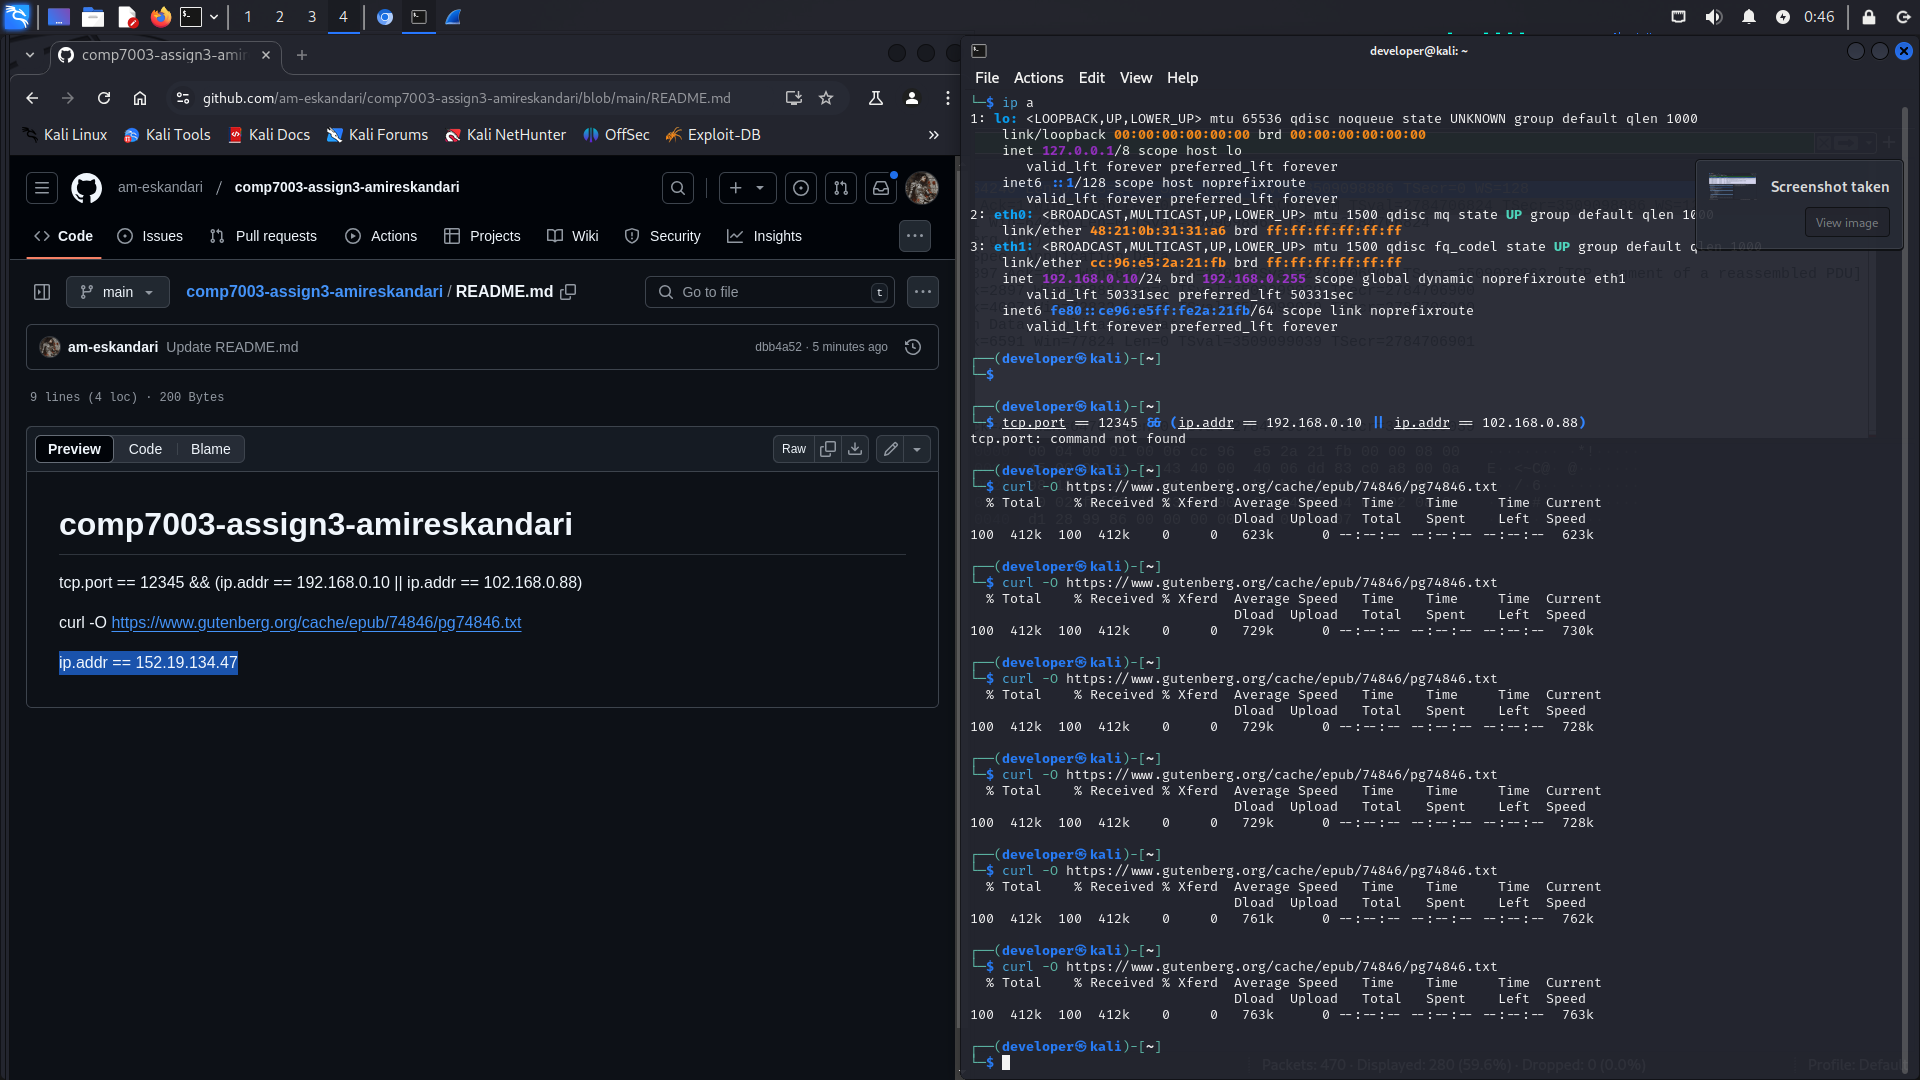 1 2 3 4 0:46
comp7003-assign3-amir
github.com/am-eskandari/comp7003-assign3-amireskandari/blob/main/README.md
Kali Linux Kali Tools Kali Docs Kali Forums Kali NetHunter OffSec Exploit-DB »
am-eskandari / comp7003-assign3-amireskandari
Code Issues Pull requests Actions Projects Wiki Security Insights
main comp7003-assign3-amireskandari / README.md Go to file t
am-eskandari Update README.md dbb4a52 · 5 minutes ago
9 lines (4 loc) · 200 Bytes
Preview Code Blame Raw
comp7003-assign3-amireskandari
tcp.port == 12345 && (ip.addr == 192.168.0.10 || ip.addr == 102.168.0.88)
curl -O https://www.gutenberg.org/cache/epub/74846/pg74846.txt
ip.addr == 152.19.134.47
developer@kali: ~
File Actions Edit View Help
└─$ ip a
1: lo: <LOOPBACK,UP,LOWER_UP> mtu 65536 qdisc noqueue state UNKNOWN group default qlen 1000
link/loopback 00:00:00:00:00:00 brd 00:00:00:00:00:00
inet 127.0.0.1/8 scope host lo
valid_lft forever preferred_lft forever
inet6 ::1/128 scope host noprefixroute
valid_lft forever preferred_lft forever
2: eth0: <BROADCAST,MULTICAST,UP,LOWER_UP> mtu 1500 qdisc mq state UP group default qlen 1000
link/ether 48:21:0b:31:31:a6 brd ff:ff:ff:ff:ff:ff
3: eth1: <BROADCAST,MULTICAST,UP,LOWER_UP> mtu 1500 qdisc fq_codel state UP group default qlen 1000
link/ether cc:96:e5:2a:21:fb brd ff:ff:ff:ff:ff:ff
inet 192.168.0.10/24 brd 192.168.0.255 scope global dynamic noprefixroute eth1
valid_lft 50331sec preferred_lft 50331sec
inet6 fe80::ce96:e5ff:fe2a:21fb/64 scope link noprefixroute
valid_lft forever preferred_lft forever
┌──(developer㉿kali)-[~]
└─$
┌──(developer㉿kali)-[~]
└─$ tcp.port == 12345 && (ip.addr == 192.168.0.10 || ip.addr == 102.168.0.88)
tcp.port: command not found
┌──(developer㉿kali)-[~]
└─$ curl -O https://www.gutenberg.org/cache/epub/74846/pg74846.txt
% Total % Received % Xferd Average Speed Time Time Time Current
Dload Upload Total Spent Left Speed
100 412k 100 412k 0 0 623k 0 --:--:-- --:--:-- --:--:-- 623k
┌──(developer㉿kali)-[~]
└─$ curl -O https://www.gutenberg.org/cache/epub/74846/pg74846.txt
% Total % Received % Xferd Average Speed Time Time Time Current
Dload Upload Total Spent Left Speed
100 412k 100 412k 0 0 729k 0 --:--:-- --:--:-- --:--:-- 730k
┌──(developer㉿kali)-[~]
└─$ curl -O https://www.gutenberg.org/cache/epub/74846/pg74846.txt
% Total % Received % Xferd Average Speed Time Time Time Current
Dload Upload Total Spent Left Speed
100 412k 100 412k 0 0 729k 0 --:--:-- --:--:-- --:--:-- 728k
┌──(developer㉿kali)-[~]
└─$ curl -O https://www.gutenberg.org/cache/epub/74846/pg74846.txt
% Total % Received % Xferd Average Speed Time Time Time Current
Dload Upload Total Spent Left Speed
100 412k 100 412k 0 0 729k 0 --:--:-- --:--:-- --:--:-- 728k
┌──(developer㉿kali)-[~]
└─$ curl -O https://www.gutenberg.org/cache/epub/74846/pg74846.txt
% Total % Received % Xferd Average Speed Time Time Time Current
Dload Upload Total Spent Left Speed
100 412k 100 412k 0 0 761k 0 --:--:-- --:--:-- --:--:-- 762k
┌──(developer㉿kali)-[~]
└─$ curl -O https://www.gutenberg.org/cache/epub/74846/pg74846.txt
% Total % Received % Xferd Average Speed Time Time Time Current
Dload Upload Total Spent Left Speed
100 412k 100 412k 0 0 763k 0 --:--:-- --:--:-- --:--:-- 763k
┌──(developer㉿kali)-[~]
└─$
Screenshot taken
View image
Packets: 470 · Displayed: 280 (59.6%) · Dropped: 0 (0.0%) Profile: Defau